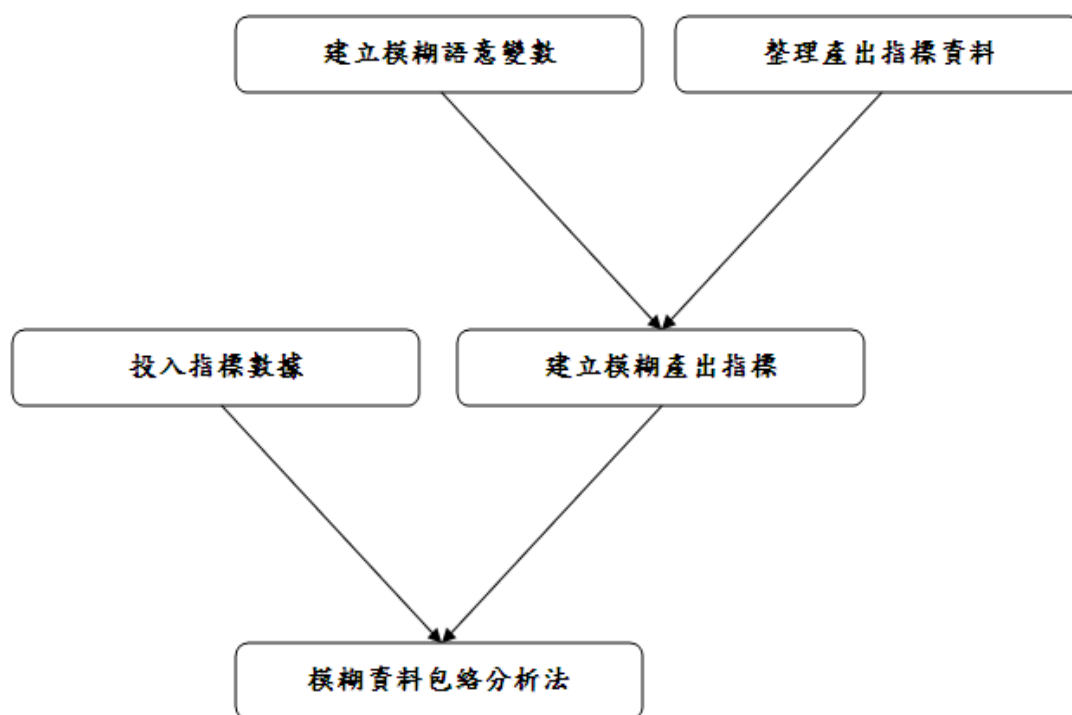 建立模糊語意變數
整理產出指標資料
投入指標數據
建立模糊產出指標
模糊資料包絡分析法